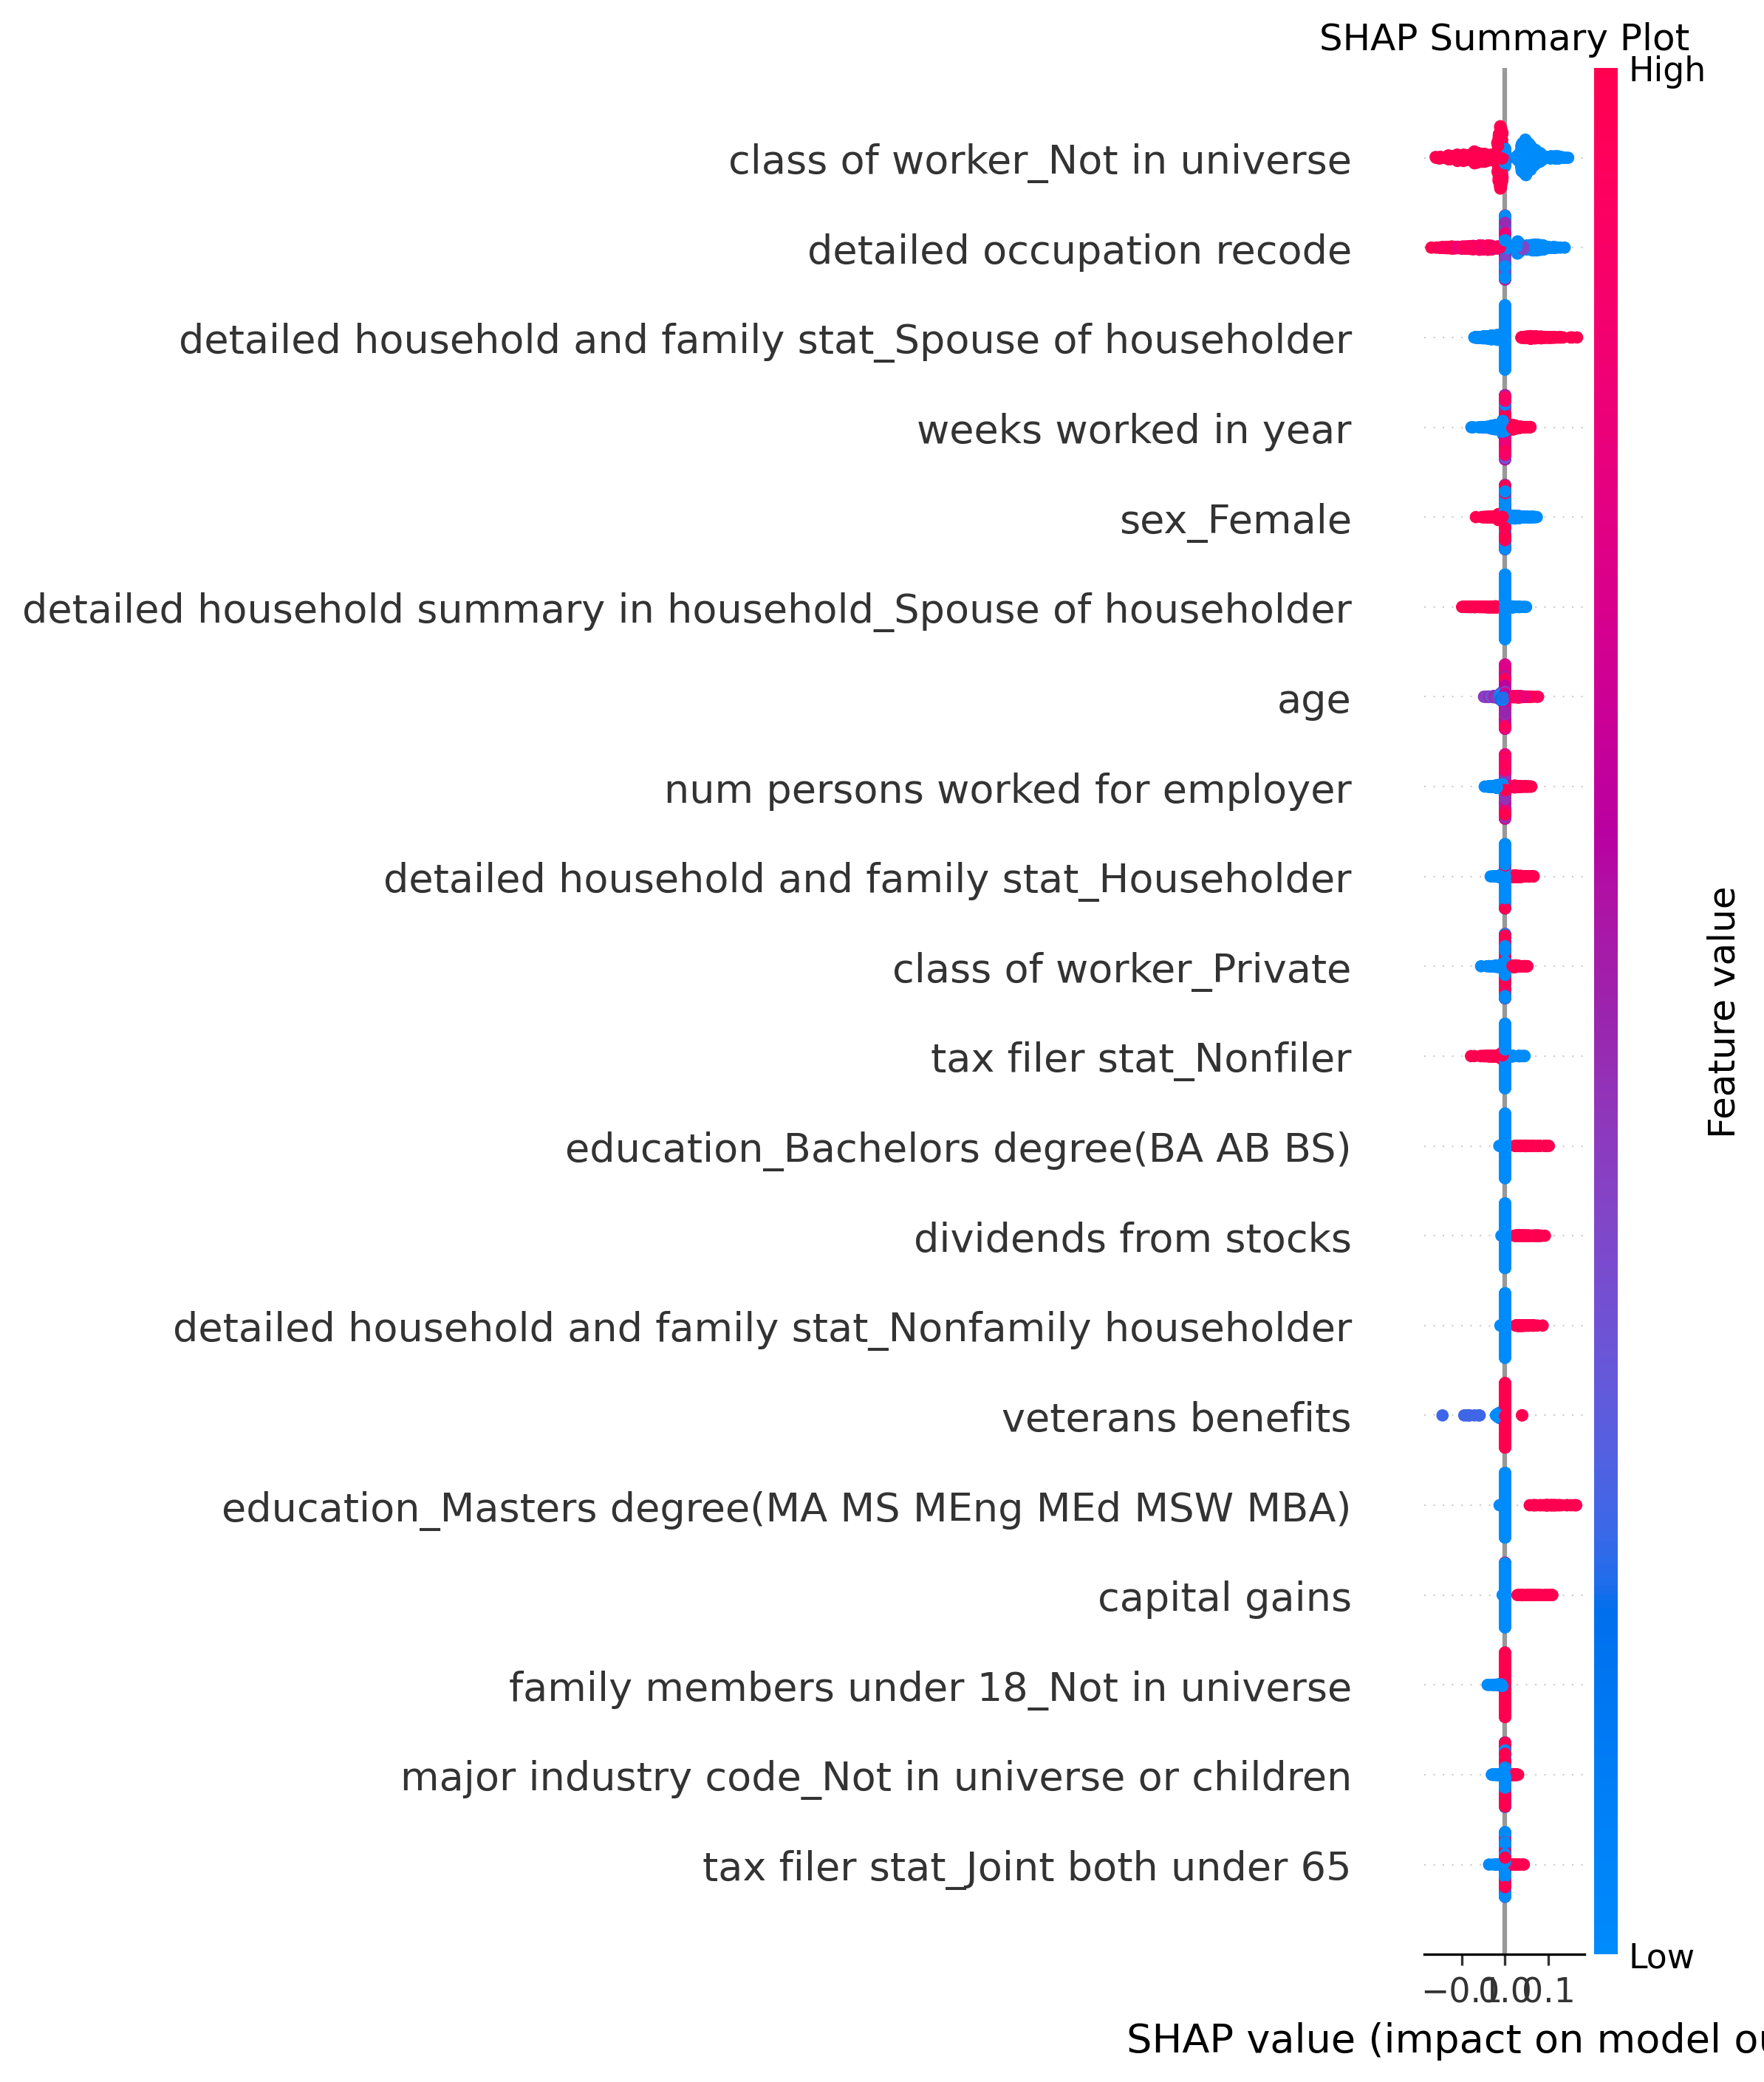 SHAP Summary Plot
High
class of worker_Not in universe
detailed occupation recode
detailed household and family stat_Spouse of householder
weeks worked in year
sex_Female
detailed household summary in household_Spouse of householder
age
num persons worked for employer
detailed household and family stat_Householder
class of worker_Private
tax filer stat_Nonfiler
education_Bachelors degree(BA AB BS)
dividends from stocks
detailed household and family stat_Nonfamily householder
veterans benefits
education_Masters degree(MA MS MEng MEd MSW MBA)
capital gains
family members under 18_Not in universe
major industry code_Not in universe or children
tax filer stat_Joint both under 65
Feature value
Low
−0.1 0.0 0.1
SHAP value (impact on model ou